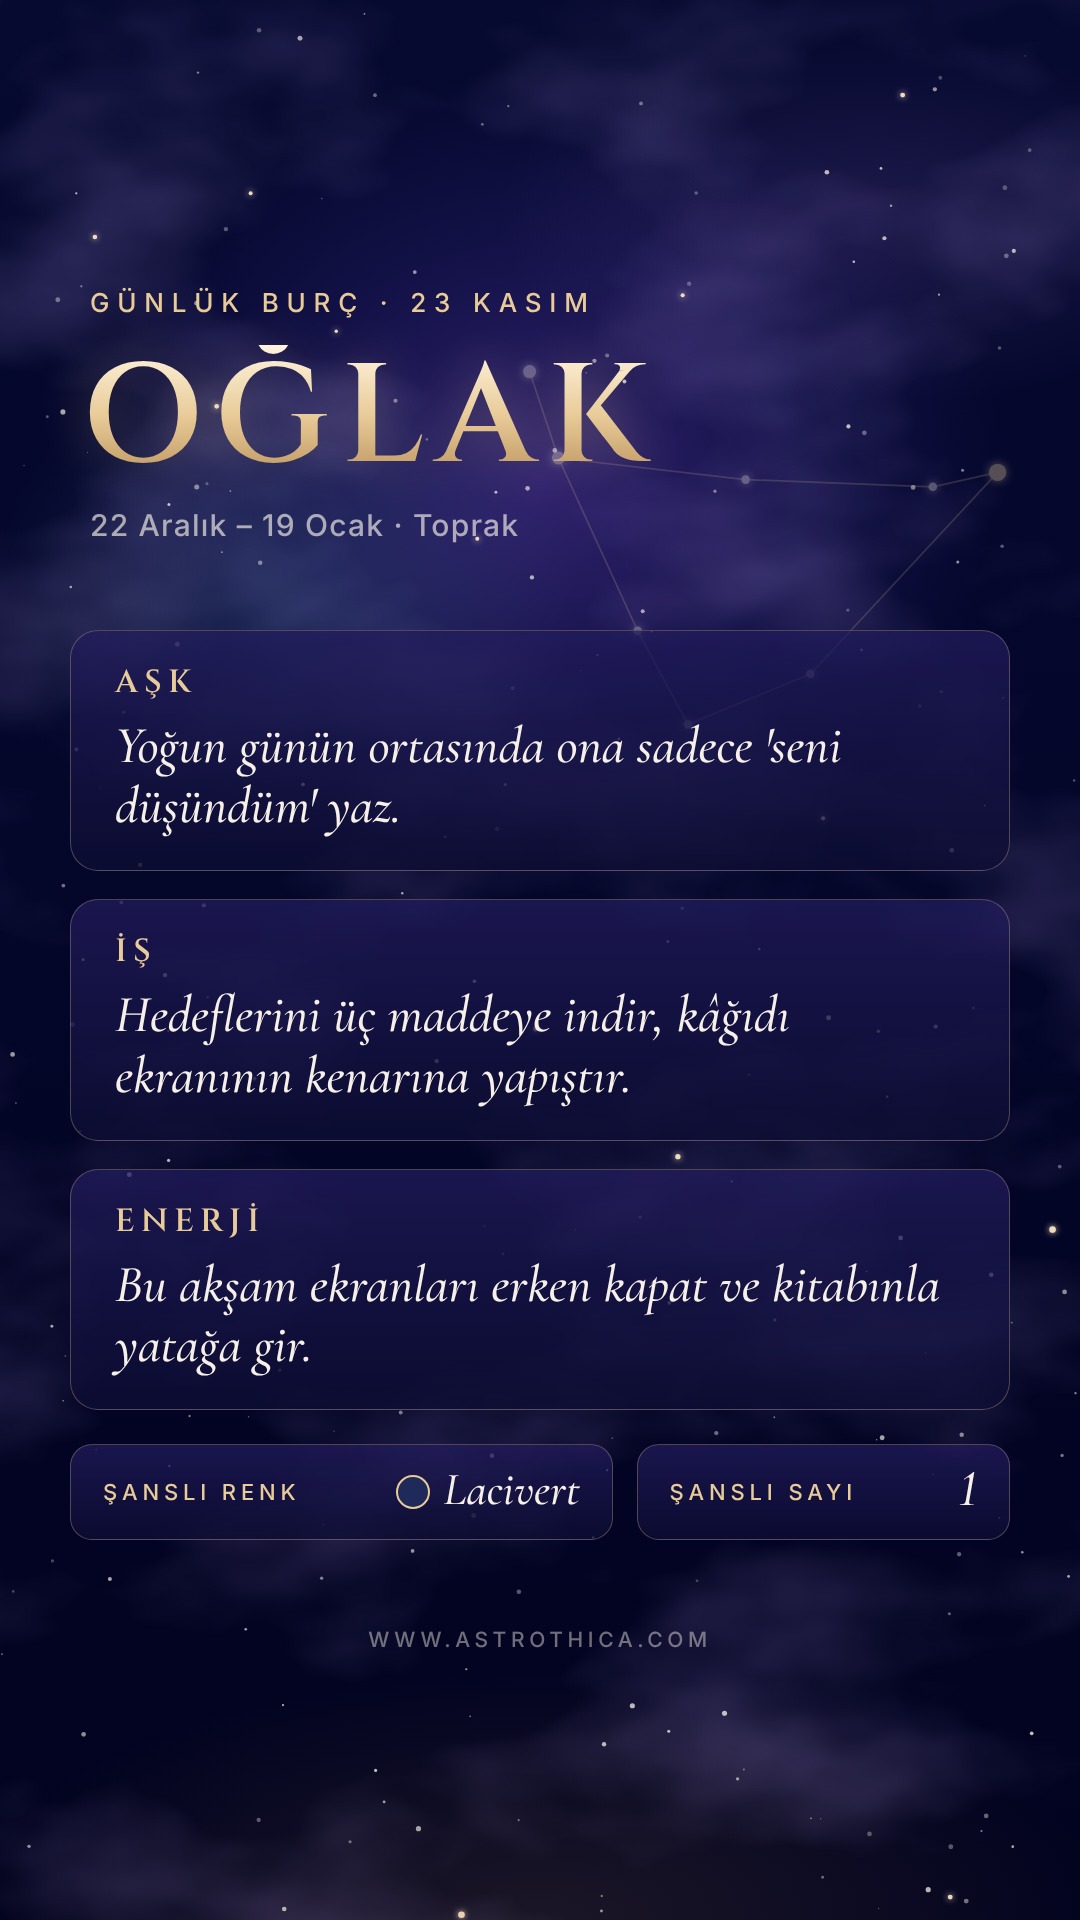 GÜNLÜK BURÇ · 23 KASIM
OĞLAK
22 Aralık – 19 Ocak · Toprak
AŞK
Yoğun günün ortasında ona sadece 'seni
düşündüm' yaz.
İŞ
Hedeflerini üç maddeye indir, kâğıdı
ekranının kenarına yapıştır.
ENERJİ
Bu akşam ekranları erken kapat ve kitabınla
yatağa gir.
ŞANSLI RENK Lacivert
ŞANSLI SAYI 1
WWW.ASTROTHICA.COM